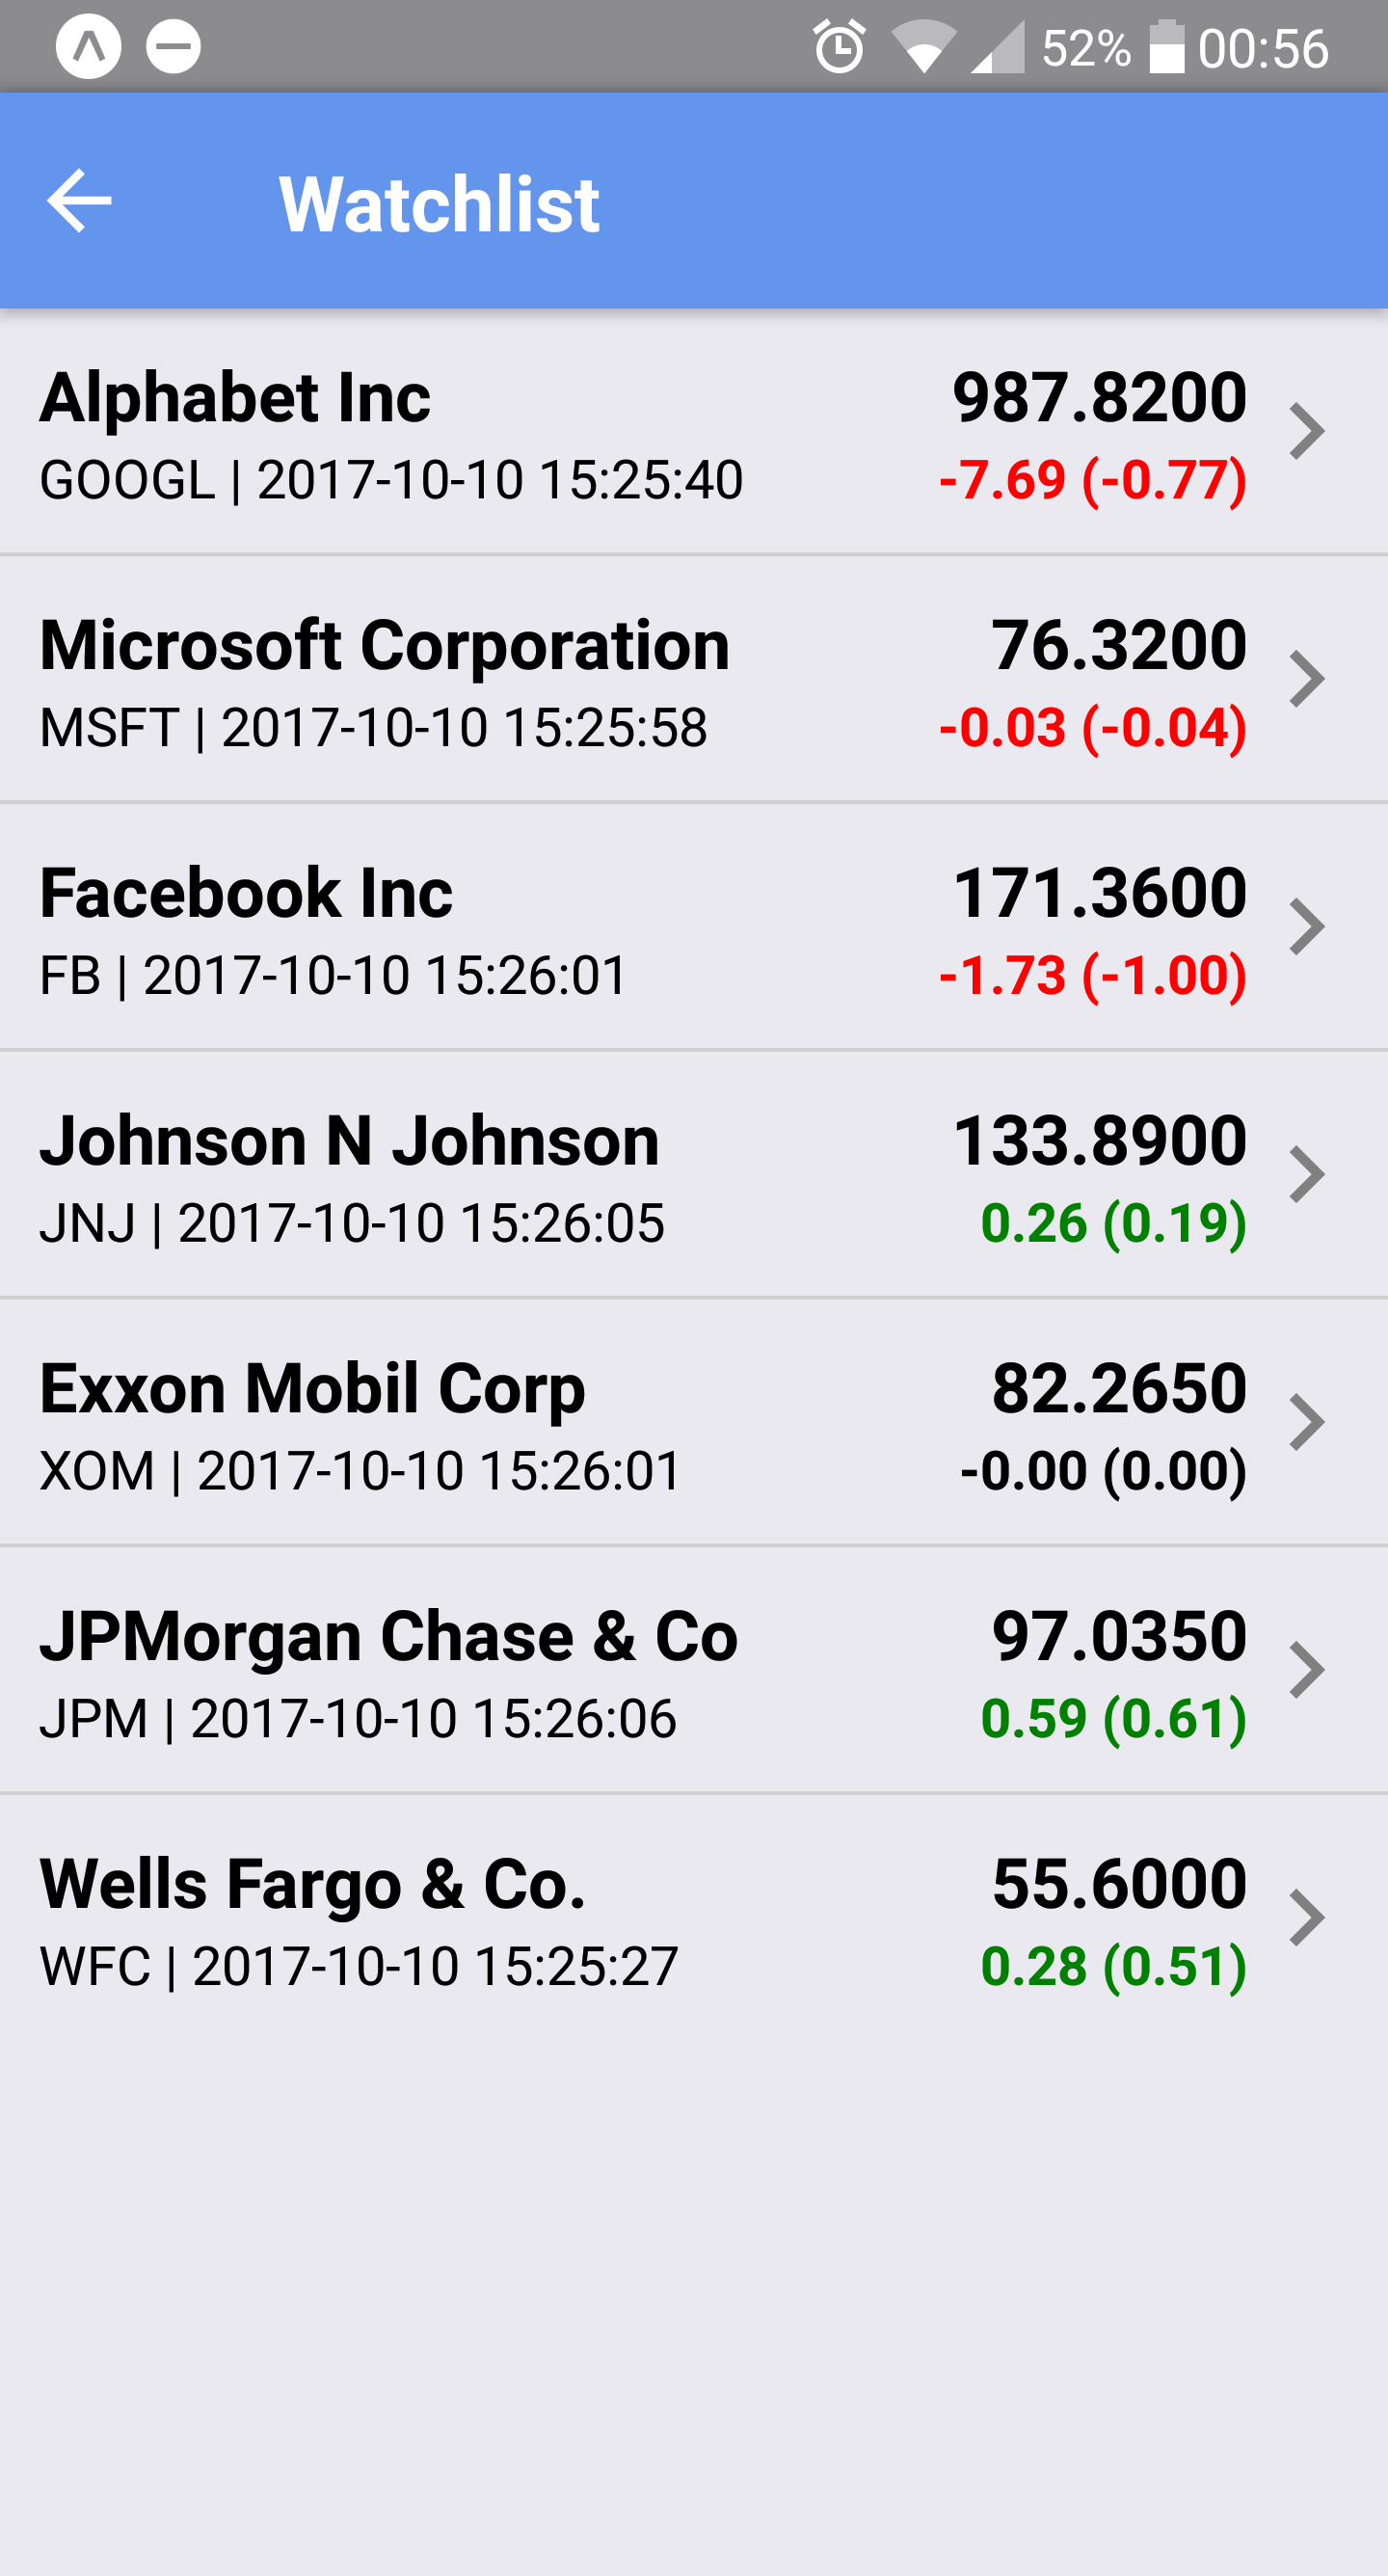 52% 00:56
Watchlist
Alphabet Inc 987.8200
GOOGL | 2017-10-10 15:25:40 -7.69 (-0.77)
Microsoft Corporation 76.3200
MSFT | 2017-10-10 15:25:58 -0.03 (-0.04)
Facebook Inc 171.3600
FB | 2017-10-10 15:26:01 -1.73 (-1.00)
Johnson N Johnson 133.8900
JNJ | 2017-10-10 15:26:05 0.26 (0.19)
Exxon Mobil Corp 82.2650
XOM | 2017-10-10 15:26:01 -0.00 (0.00)
JPMorgan Chase & Co 97.0350
JPM | 2017-10-10 15:26:06 0.59 (0.61)
Wells Fargo & Co. 55.6000
WFC | 2017-10-10 15:25:27 0.28 (0.51)